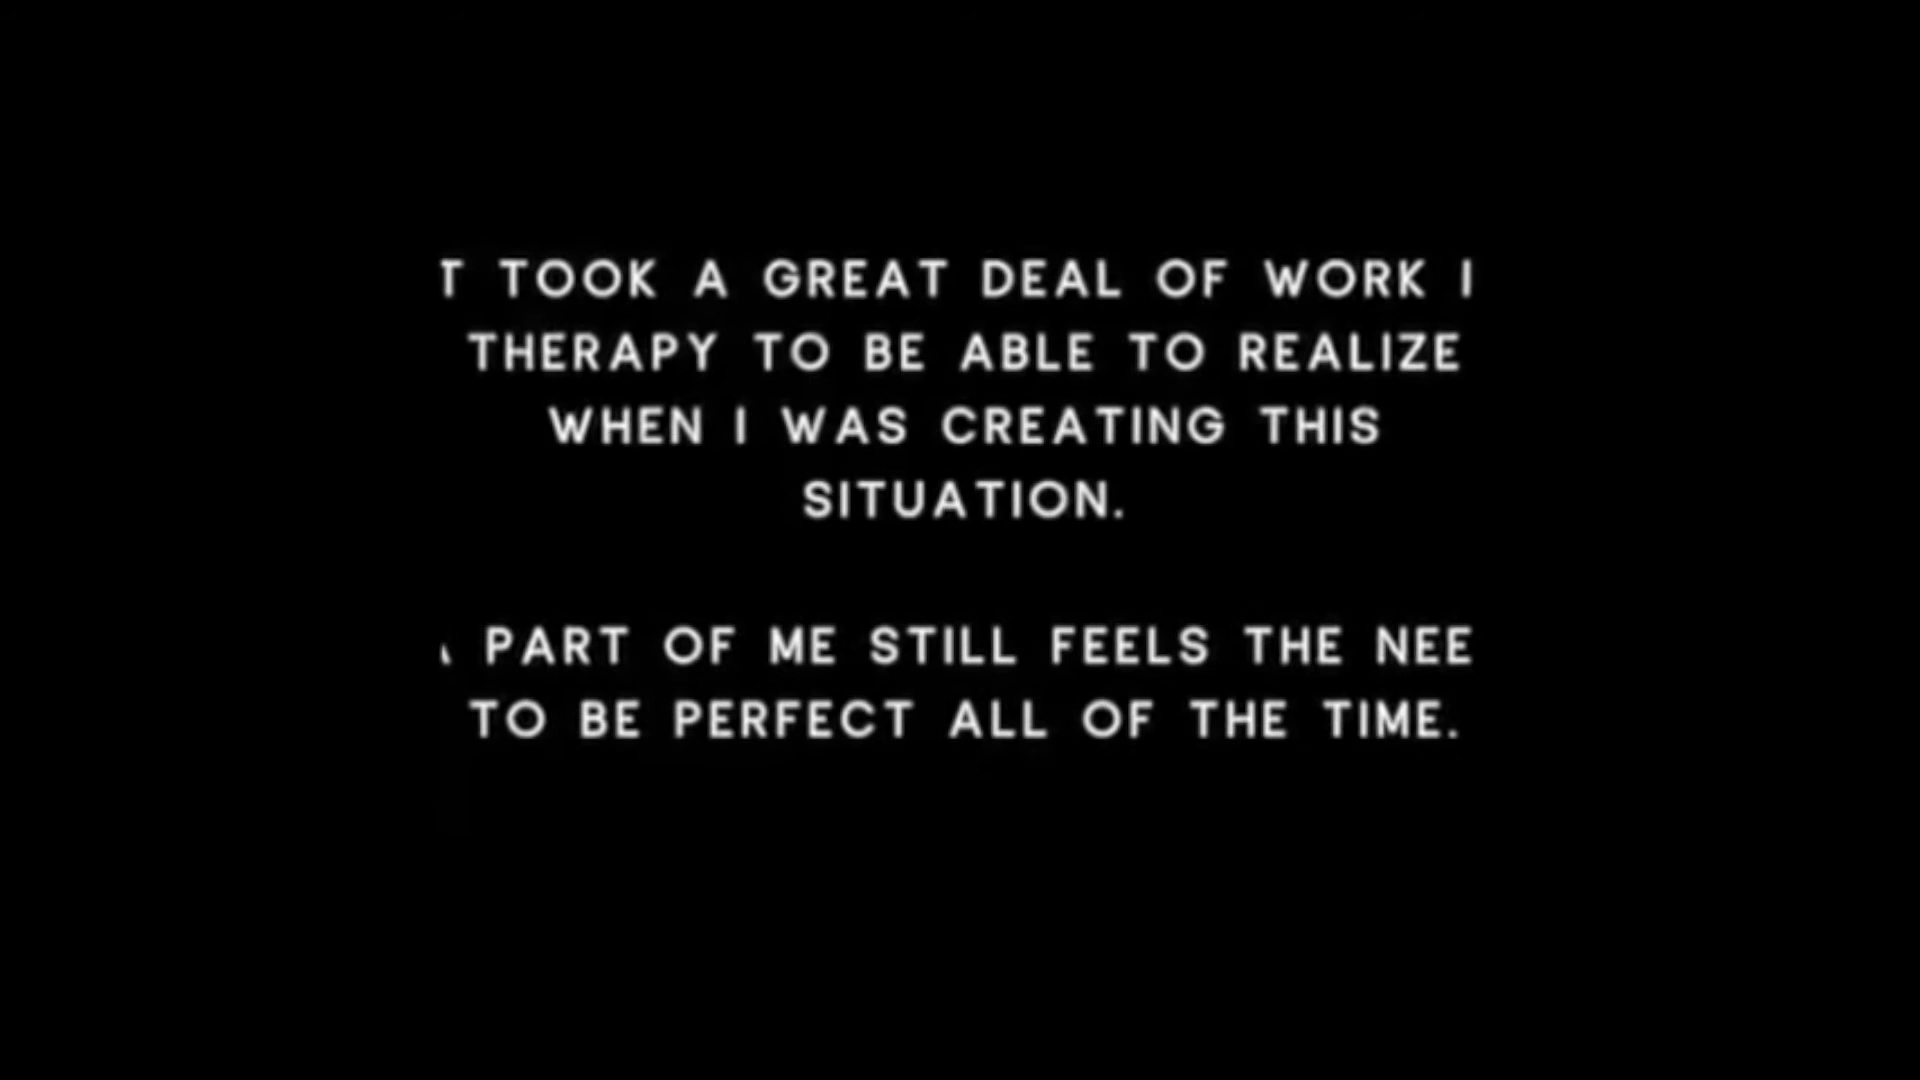 T TOOK A GREAT DEAL OF WORK I
THERAPY TO BE ABLE TO REALIZE
WHEN I WAS CREATING THIS
SITUATION.
A PART OF ME STILL FEELS THE NEE
TO BE PERFECT ALL OF THE TIME.